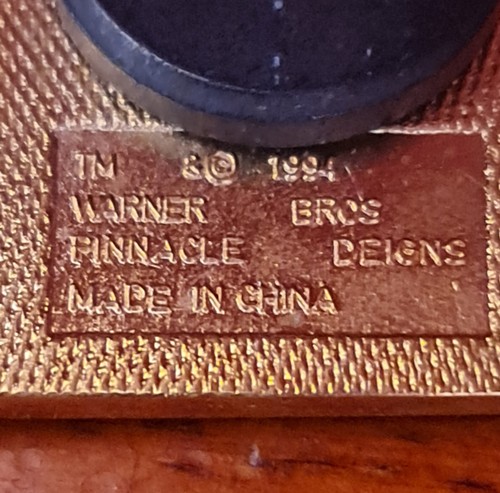 TM &© 1994
WARNER BROS
PINNACLE DEIGNS
MADE IN CHINA